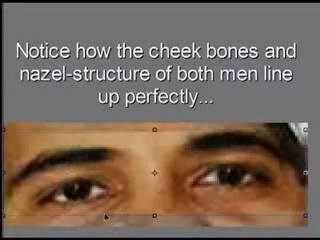 Notice how the cheek bones and
nazel-structure of both men line
up perfectly...